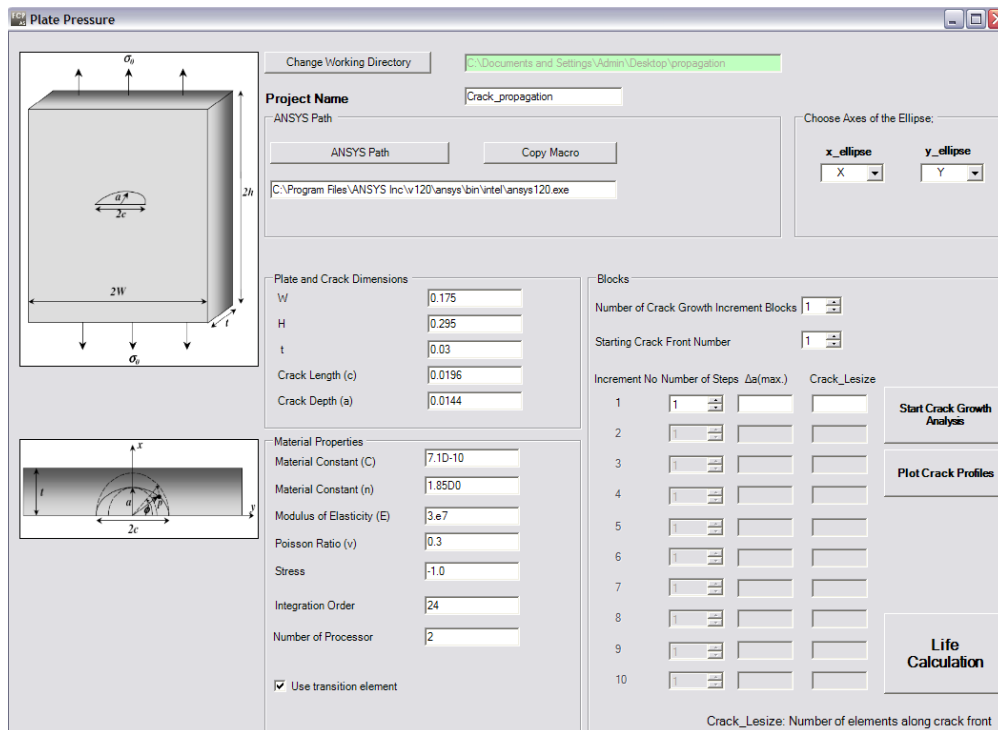 Plate Pressure
σ₀
a
2c
2h
2W
t
σ₀
Change Working Directory
C:\Documents and Settings\Admin\Desktop\propagation
Project Name
Crack_propagation
ANSYS Path
ANSYS Path
Copy Macro
C:\Program Files\ANSYS Inc\v120\ansys\bin\intel\ansys120.exe
Choose Axes of the Ellipse;
x_ellipse y_ellipse
X Y
Plate and Crack Dimensions
W 0.175
H 0.295
t 0.03
Crack Length (c) 0.0196
Crack Depth (a) 0.0144
x
t
a
ϕ
P
y
2c
Material Properties
Material Constant (C) 7.1D-10
Material Constant (n) 1.85D0
Modulus of Elasticity (E) 3.e7
Poisson Ratio (v) 0.3
Stress -1.0
Integration Order 24
Number of Processor 2
Use transition element
Blocks
Number of Crack Growth Increment Blocks 1
Starting Crack Front Number 1
Increment No Number of Steps Δa(max.) Crack_Lesize
1 1
2 1
3 1
4 1
5 1
6 1
7 1
8 1
9 1
10 1
Start Crack Growth
Analysis
Plot Crack Profiles
Life
Calculation
Crack_Lesize: Number of elements along crack front